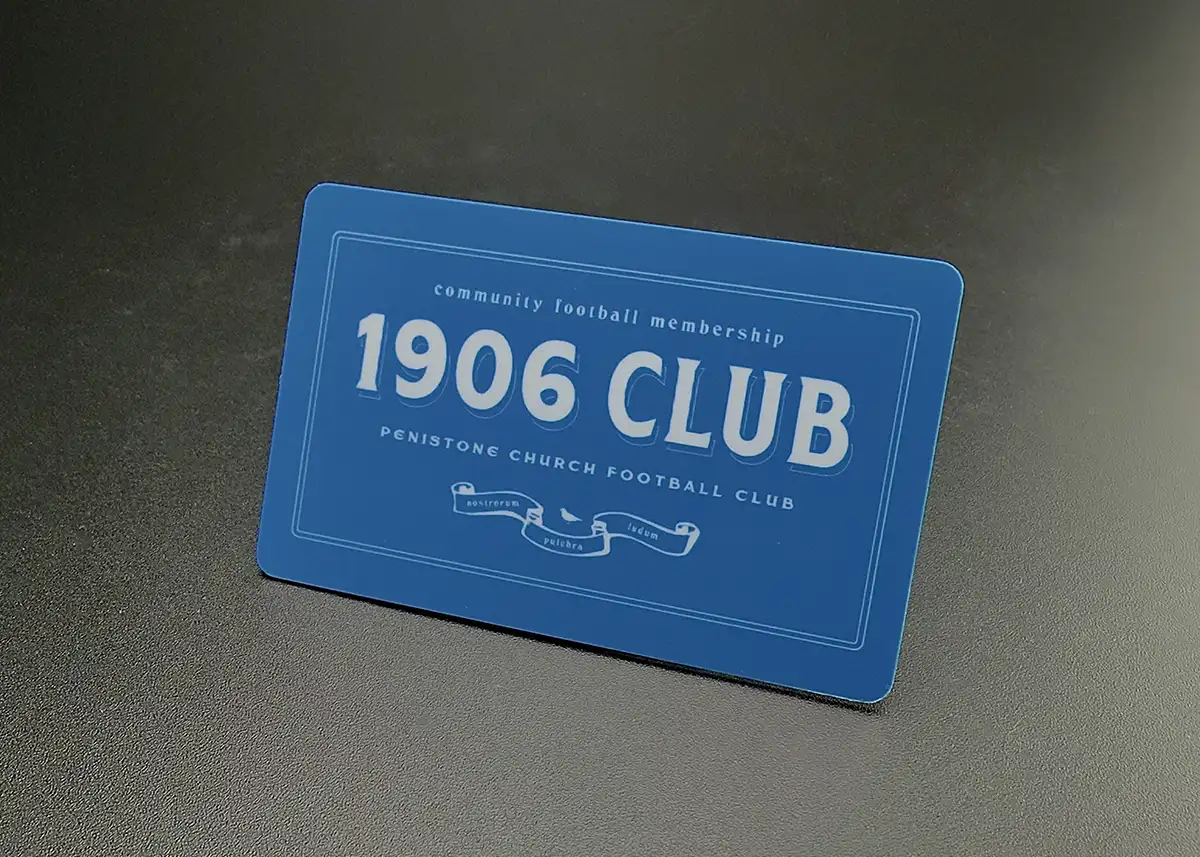 community football membership
1906 CLUB
PENISTONE CHURCH FOOTBALL CLUB
nostrorum
pulchra
ludum